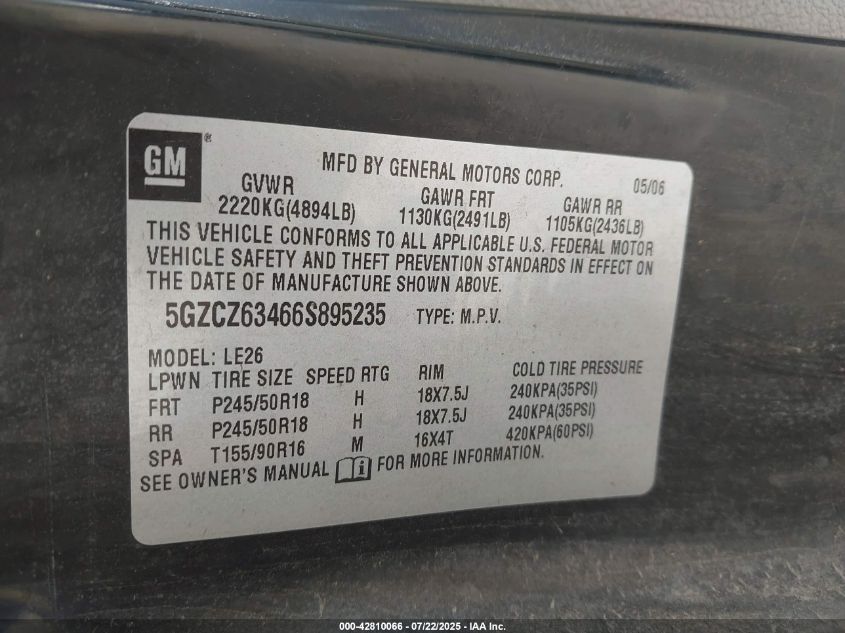 GM ®
MFD BY GENERAL MOTORS CORP. 05/06
GVWR GAWR FRT GAWR RR
2220KG(4894LB) 1130KG(2491LB) 1105KG(2436LB)
THIS VEHICLE CONFORMS TO ALL APPLICABLE U.S. FEDERAL MOTOR
VEHICLE SAFETY AND THEFT PREVENTION STANDARDS IN EFFECT ON
THE DATE OF MANUFACTURE SHOWN ABOVE.
5GZCZ63466S895235 TYPE: M.P.V.
MODEL: LE26
LPWN TIRE SIZE SPEED RTG RIM COLD TIRE PRESSURE
FRT P245/50R18 H 18X7.5J 240KPA(35PSI)
RR P245/50R18 H 18X7.5J 240KPA(35PSI)
SPA T155/90R16 M 16X4T 420KPA(60PSI)
SEE OWNER'S MANUAL FOR MORE INFORMATION.
000-42810066 - 07/22/2025 - IAA Inc.